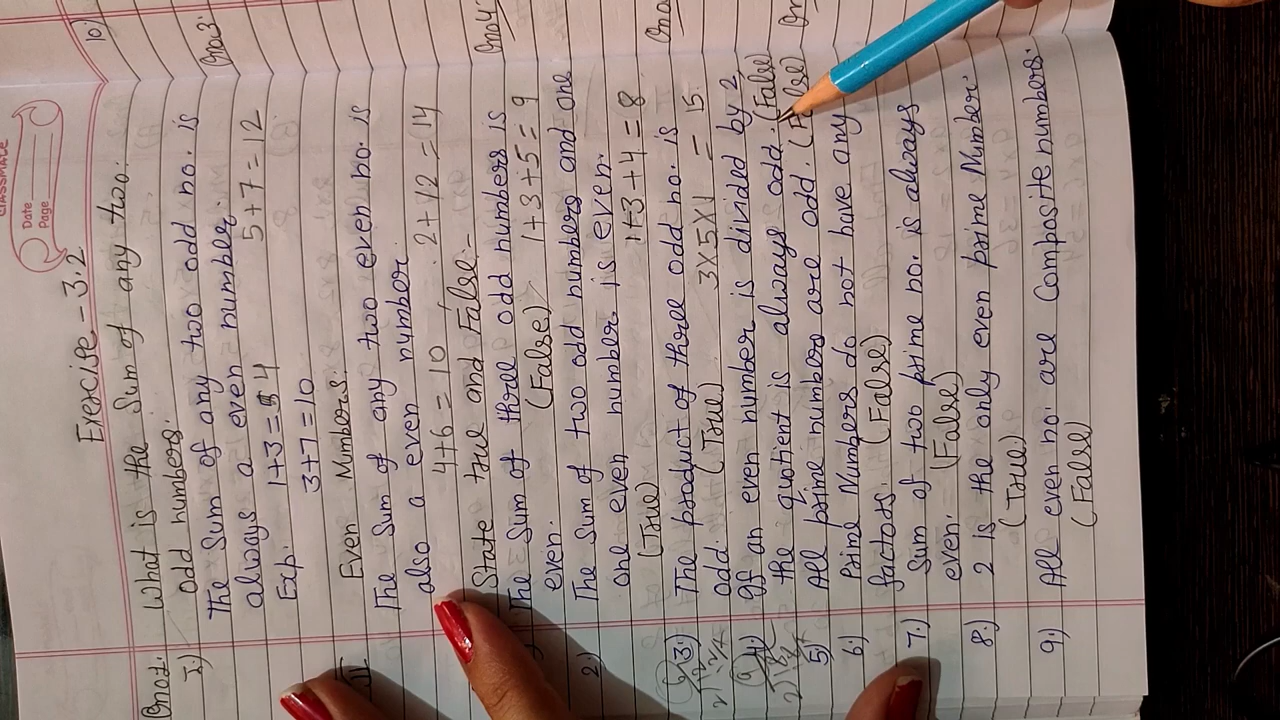 CLASSMATE
Date
Page
Exercise - 3.2
Qno1. What is the Sum of any two:
i) odd numbers.
The Sum of any two odd no. is
always a even number.
Exp. 1+3 = 4 5+7 = 12
3+7 = 10
II Even Numbers:
The Sum of any two even no. is
also a even number.
4+6 = 10, 2+12 = 14
State true and False:-
The Sum of three odd numbers is
even. (False) 1+3+5 = 9
2.) The Sum of two odd numbers and one
one even number is even.
(True) 1+3+4 = 8
3.) The product of three odd no. is
odd. (True) 3×5×1 = 15
4.) If an even number is divided by 2
the quotient is always odd. (False)
5) All prime numbers are odd. (False)
6.) Prime Numbers do not have any
factors. (False)
7.) Sum of two prime no. is always
even. (False)
8.) 2 is the only even prime Number.
(True)
9.) All even no. are Composite numbers.
(False)
10.)
Qno3.
Qno4